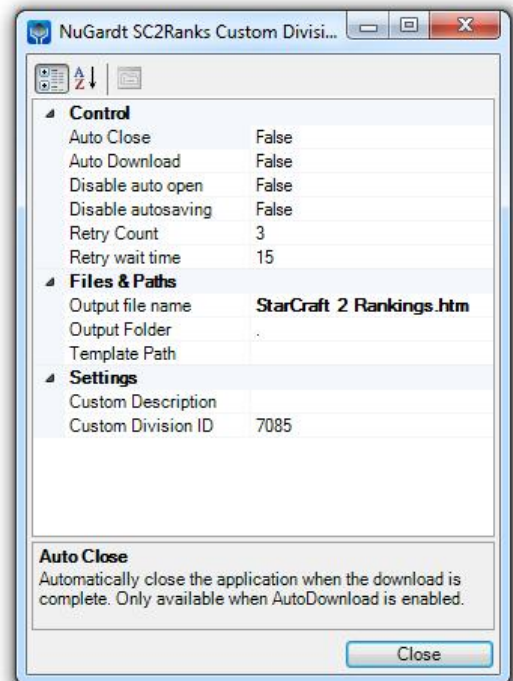 NuGardt SC2Ranks Custom Divisi...
Control
Auto Close False
Auto Download False
Disable auto open False
Disable autosaving False
Retry Count 3
Retry wait time 15
Files & Paths
Output file name StarCraft 2 Rankings.htm
Output Folder .
Template Path
Settings
Custom Description
Custom Division ID 7085
Auto Close
Automatically close the application when the download is
complete. Only available when AutoDownload is enabled.
Close